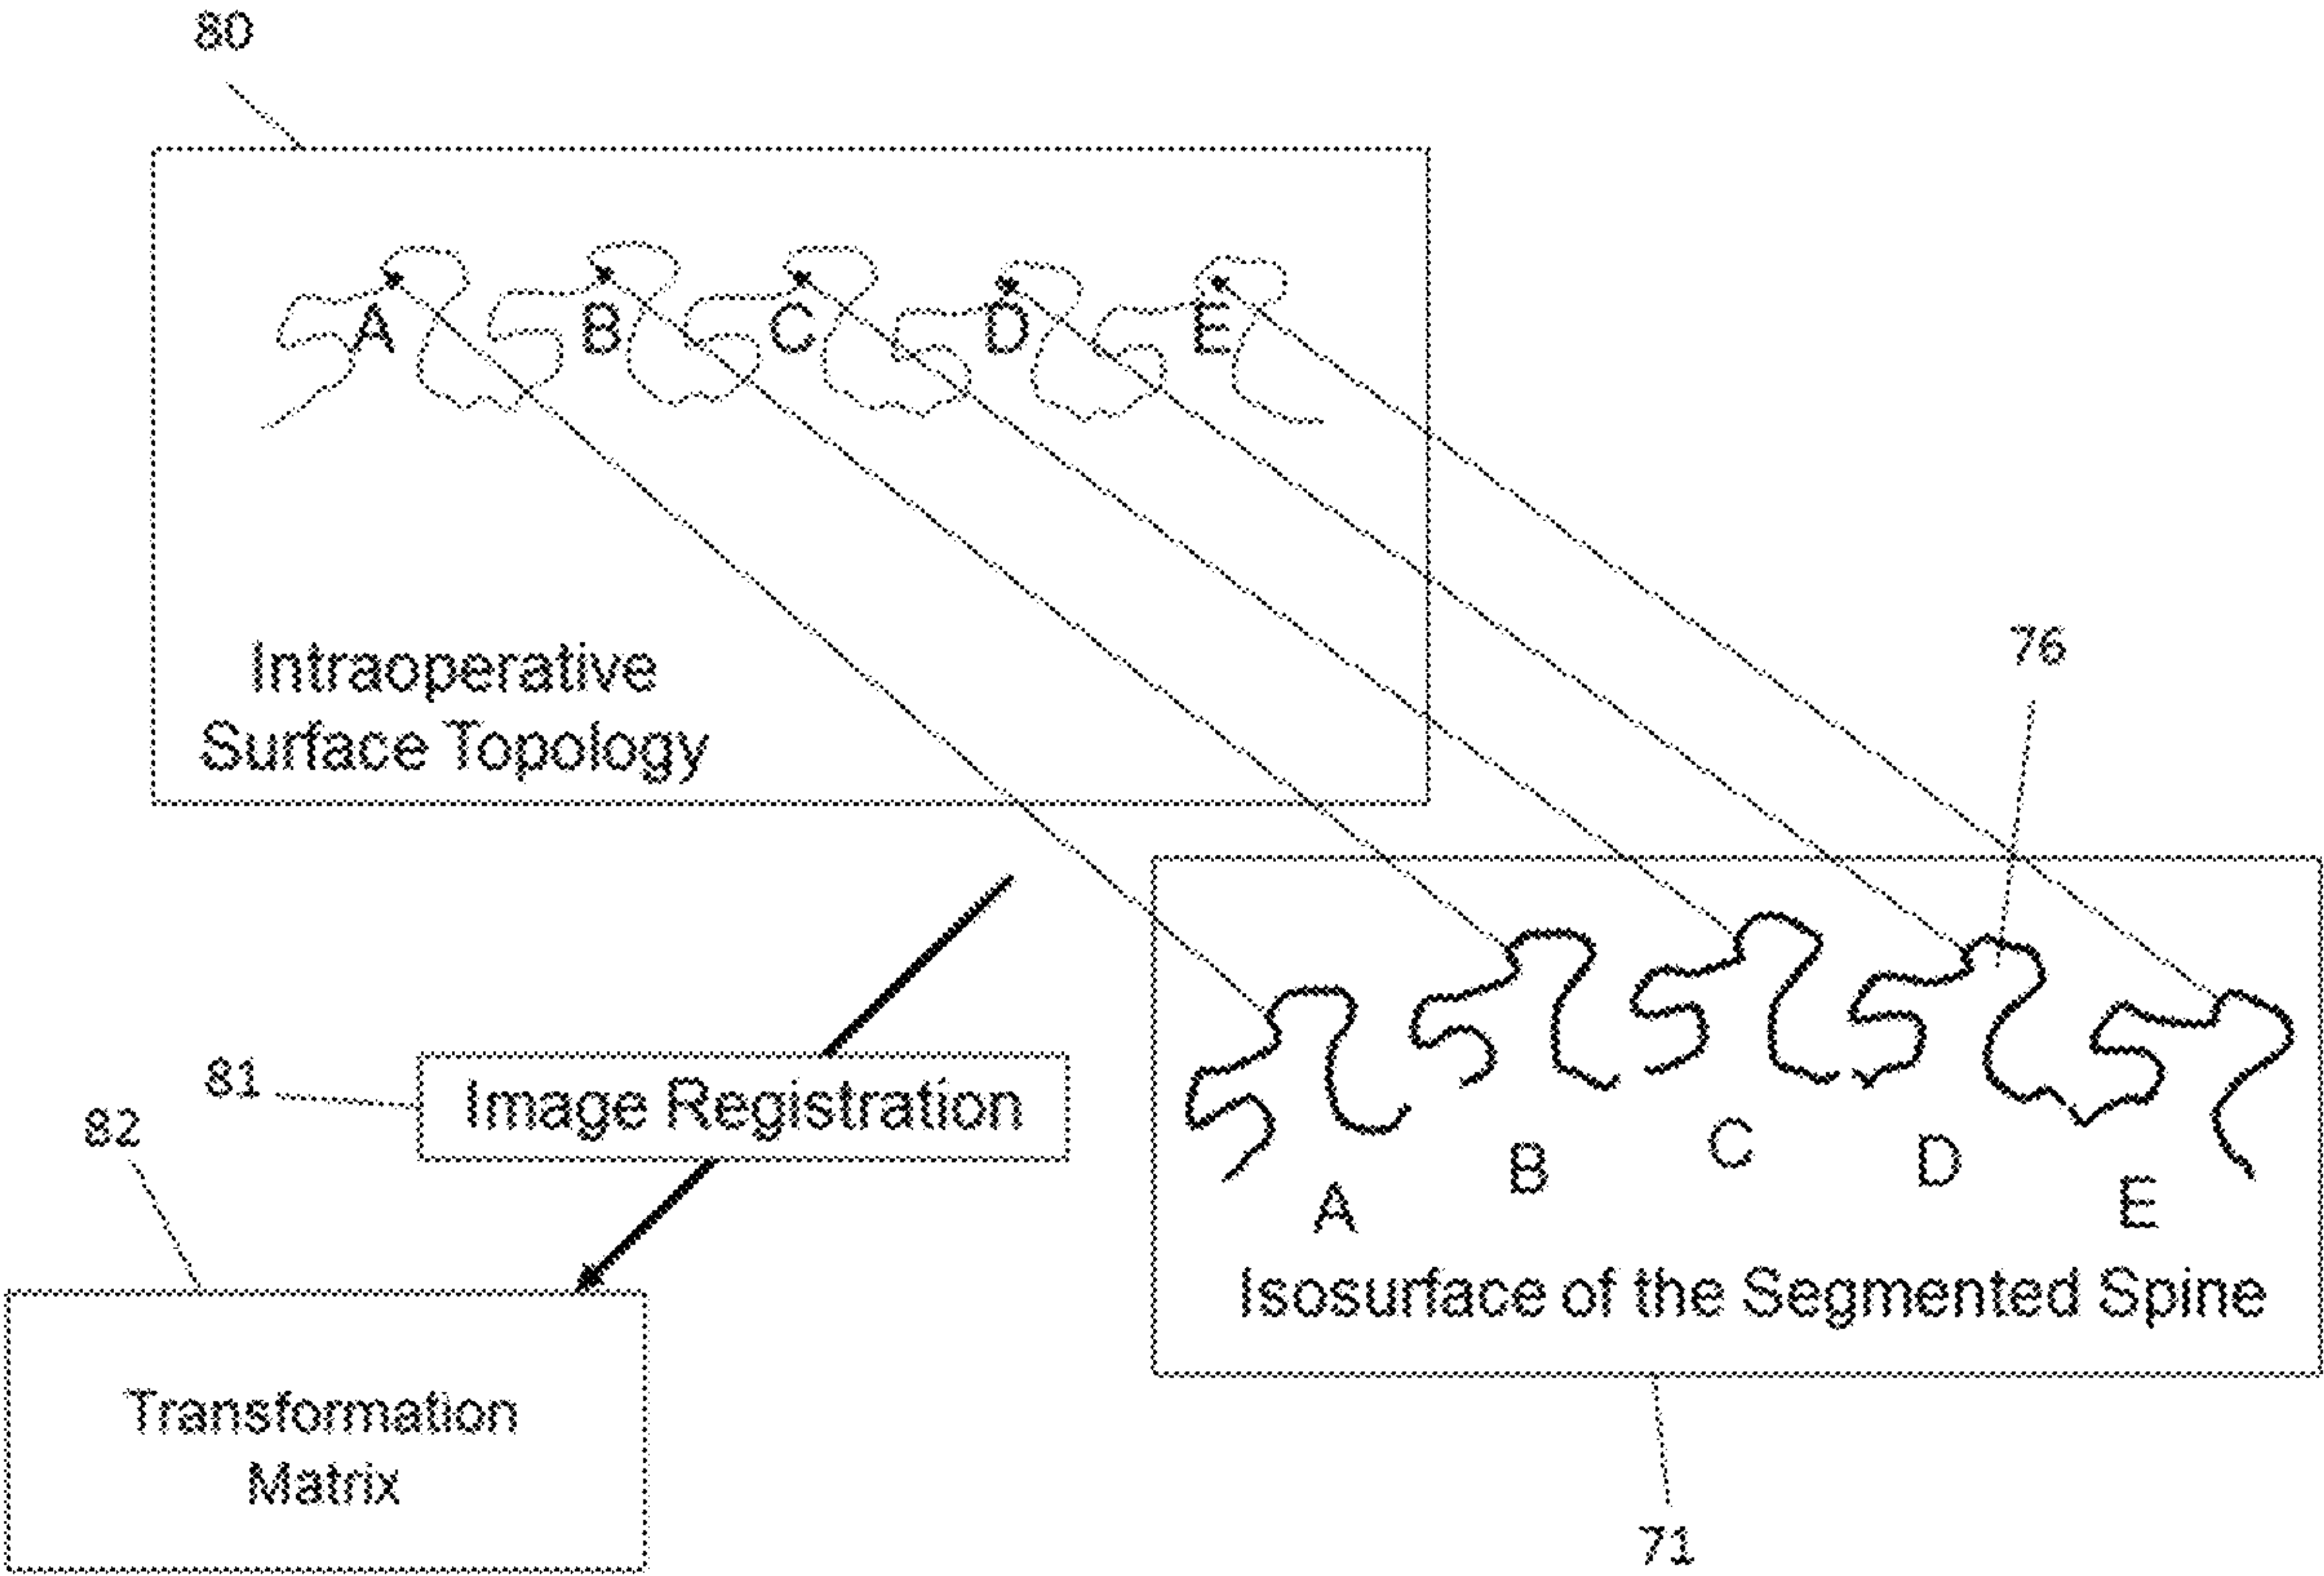 80
A B C D E
Intraoperative
Surface Topology
76
81
Image Registration
82
A B C D E
Isosurface of the Segmented Spine
Transformation
Matrix
71